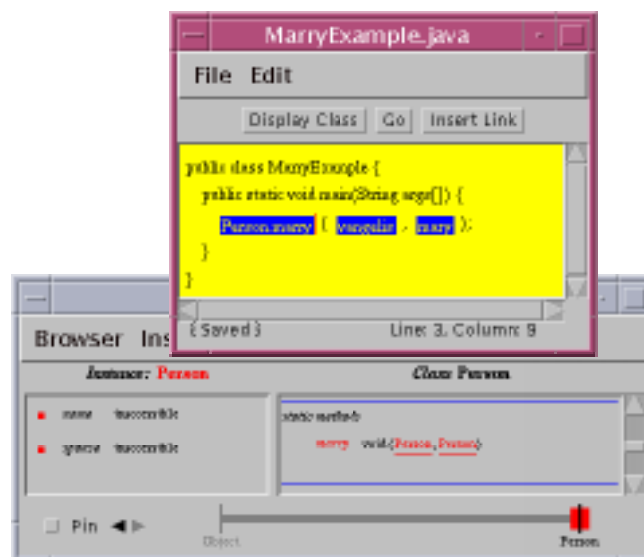 MarryExample.java
File Edit
Display Class Go Insert Link
public class MarryExample {
public static void main(String args[]) {
Person.marry ( vangelis , mary );
}
}
{ Saved } Line: 3, Column: 9
Browser Ins
Instance: Person Class Person
name inaccessible
spouse inaccessible
static methods
marry void (Person, Person)
Pin
Object Person